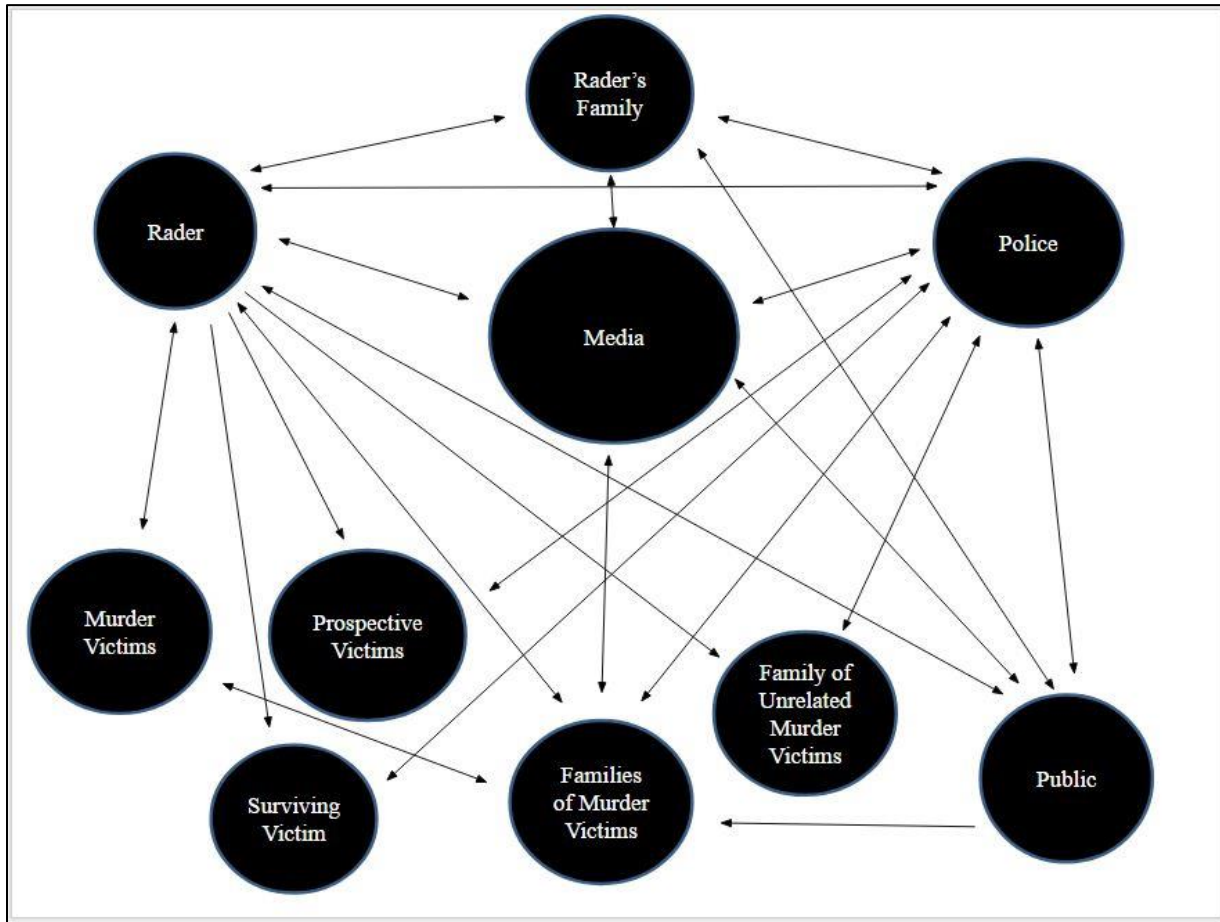 Rader's
Family
Rader
Police
Media
Murder
Victims
Prospective
Victims
Family of
Unrelated
Murder
Victims
Surviving
Victim
Families
of Murder
Victims
Public